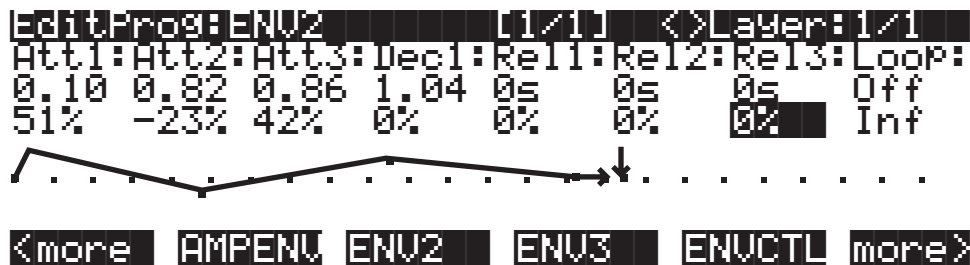 EditProg:ENV2 [1/1] <>Layer:1/1
Att1:Att2:Att3:Dec1:Rel1:Rel2:Rel3:Loop:
0.10 0.82 0.86 1.04 0s 0s 0s Off
51% -23% 42% 0% 0% 0% 0% Inf
<more AMPENV ENV2 ENV3 ENVCTL more>